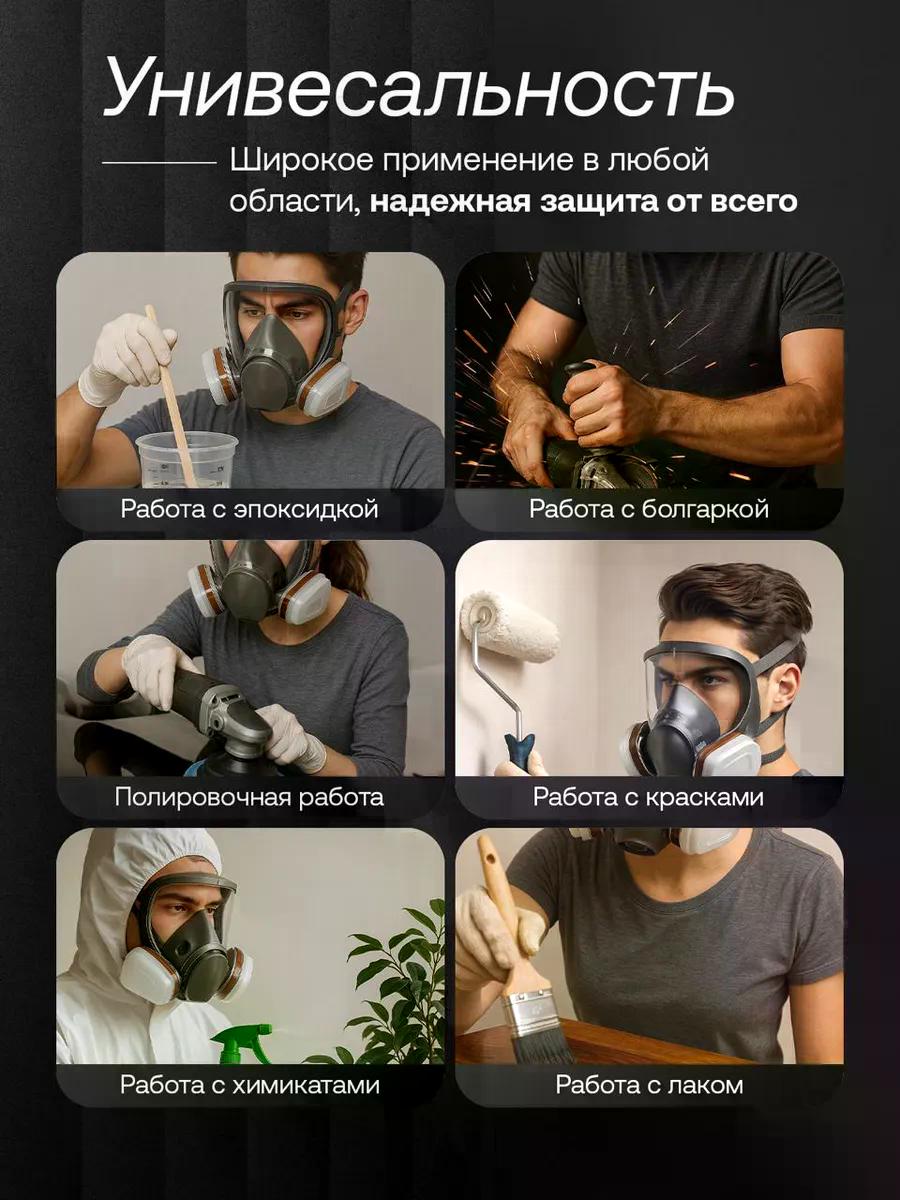 Универсальность
Широкое применение в любой
области, надежная защита от всего
Работа с эпоксидкой
Работа с болгаркой
Полировочная работа
Работа с красками
Работа с химикатами
Работа с лаком